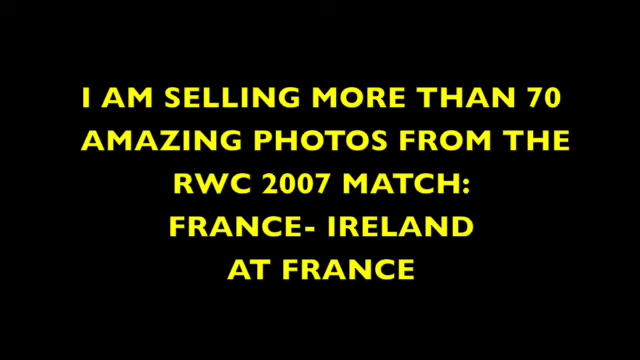 I AM SELLING MORE THAN 70
AMAZING PHOTOS FROM THE
RWC 2007 MATCH:
FRANCE- IRELAND
AT FRANCE